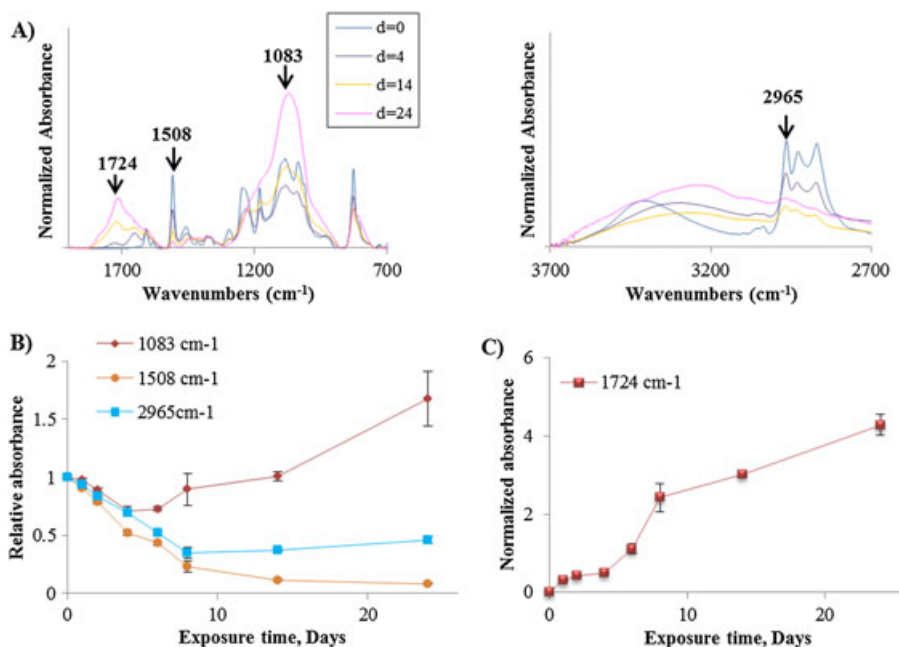 A)
Normalized Absorbance
1724
1508
1083
d=0
d=4
d=14
d=24
1700
1200
700
Wavenumbers (cm⁻¹)
Normalized Absorbance
2965
3700
3200
2700
Wavenumbers (cm⁻¹)
B)
1083 cm-1
1508 cm-1
2965cm-1
Relative absorbance
2
1.5
1
0.5
0
0
10
20
Exposure time, Days
C)
1724 cm-1
Normalized absorbance
6
4
2
0
0
10
20
Exposure time, Days